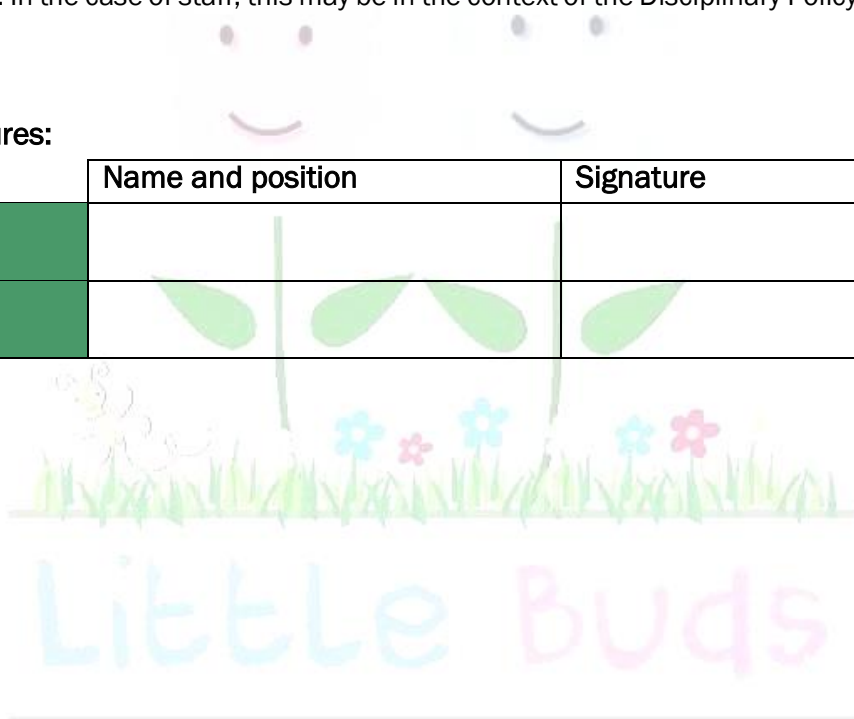 . In the case of staff, this may be in the context of the Disciplinary Policy
ures:
Name and position Signature
Little Buds